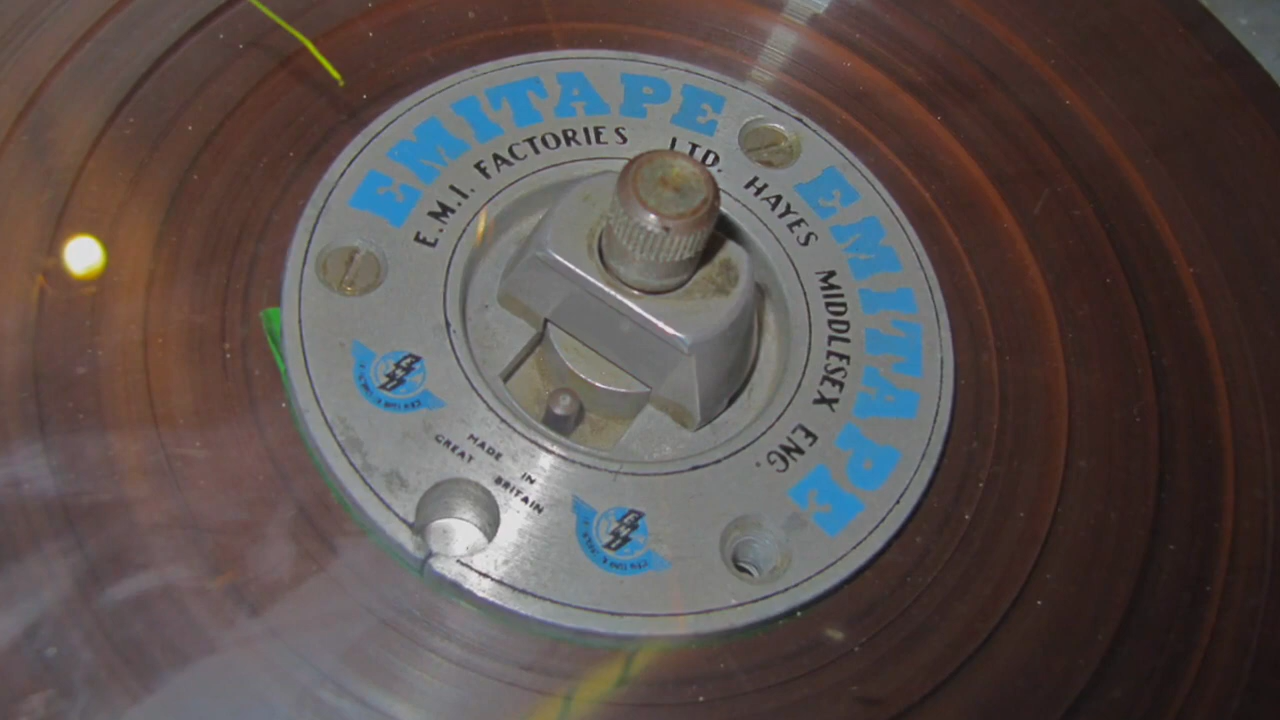 EMITAPE EMITAPE
E.M.I. FACTORIES LTD. HAYES MIDDLESEX ENG.
MADE IN
GREAT BRITAIN